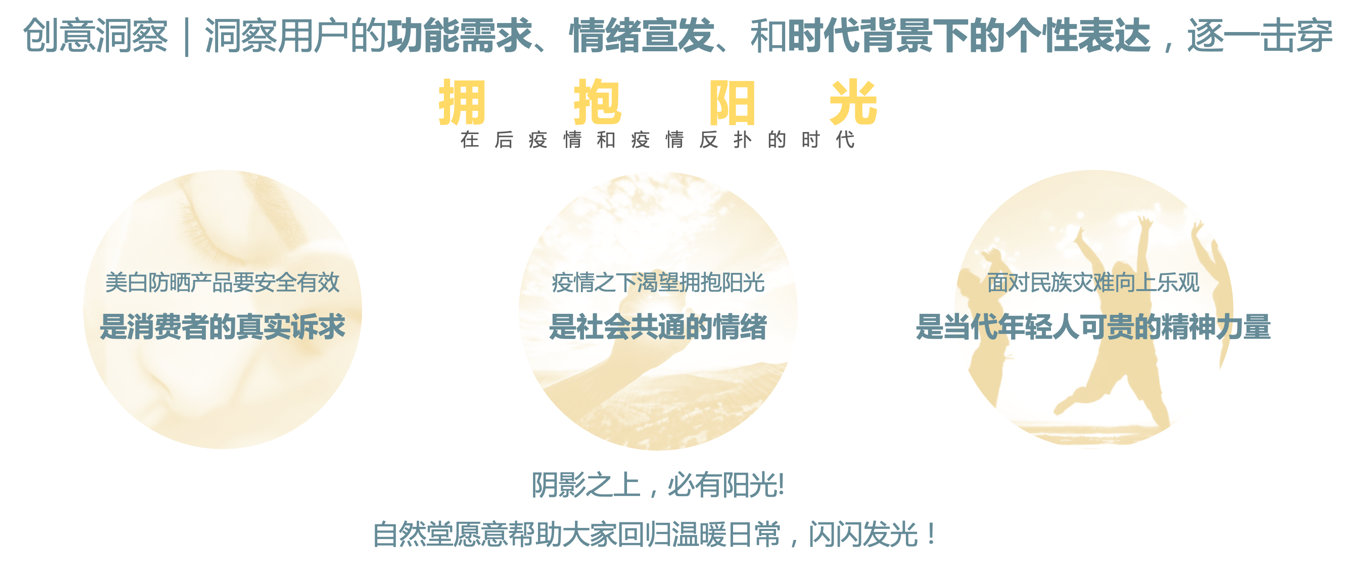 创意洞察｜洞察用户的功能需求、情绪宣发、和时代背景下的个性表达，逐一击穿
拥抱阳光
在后疫情和疫情反扑的时代
美白防晒产品要安全有效
是消费者的真实诉求
疫情之下渴望拥抱阳光
是社会共通的情绪
面对民族灾难向上乐观
是当代年轻人可贵的精神力量
阴影之上，必有阳光!
自然堂愿意帮助大家回归温暖日常，闪闪发光！